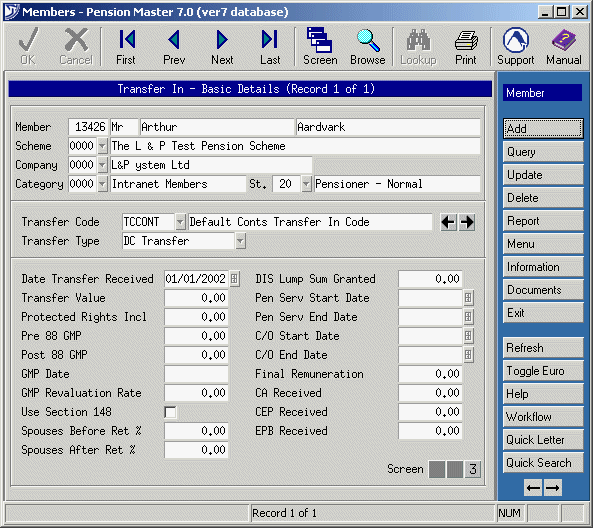 Members - Pension Master 7.0 (ver7 database)
OK Cancel First Prev Next Last Screen Browse Lookup Print Support Manual
Transfer In - Basic Details (Record 1 of 1)
Member 13426 Mr Arthur Aardvark
Scheme 0000 The L & P Test Pension Scheme
Company 0000 L&P ystem Ltd
Category 0000 Intranet Members St. 20 Pensioner - Normal
Transfer Code TCCONT Default Conts Transfer In Code
Transfer Type DC Transfer
Date Transfer Received 01/01/2002 DIS Lump Sum Granted 0.00
Transfer Value 0.00 Pen Serv Start Date
Protected Rights Incl 0.00 Pen Serv End Date
Pre 88 GMP 0.00 C/O Start Date
Post 88 GMP 0.00 C/O End Date
GMP Date Final Remuneration 0.00
GMP Revaluation Rate 0.00 CA Received 0.00
Use Section 148 CEP Received 0.00
Spouses Before Ret % 0.00 EPB Received 0.00
Spouses After Ret % 0.00
Screen 3
Member
Add
Query
Update
Delete
Report
Menu
Information
Documents
Exit
Refresh
Toggle Euro
Help
Workflow
Quick Letter
Quick Search
Record 1 of 1 NUM